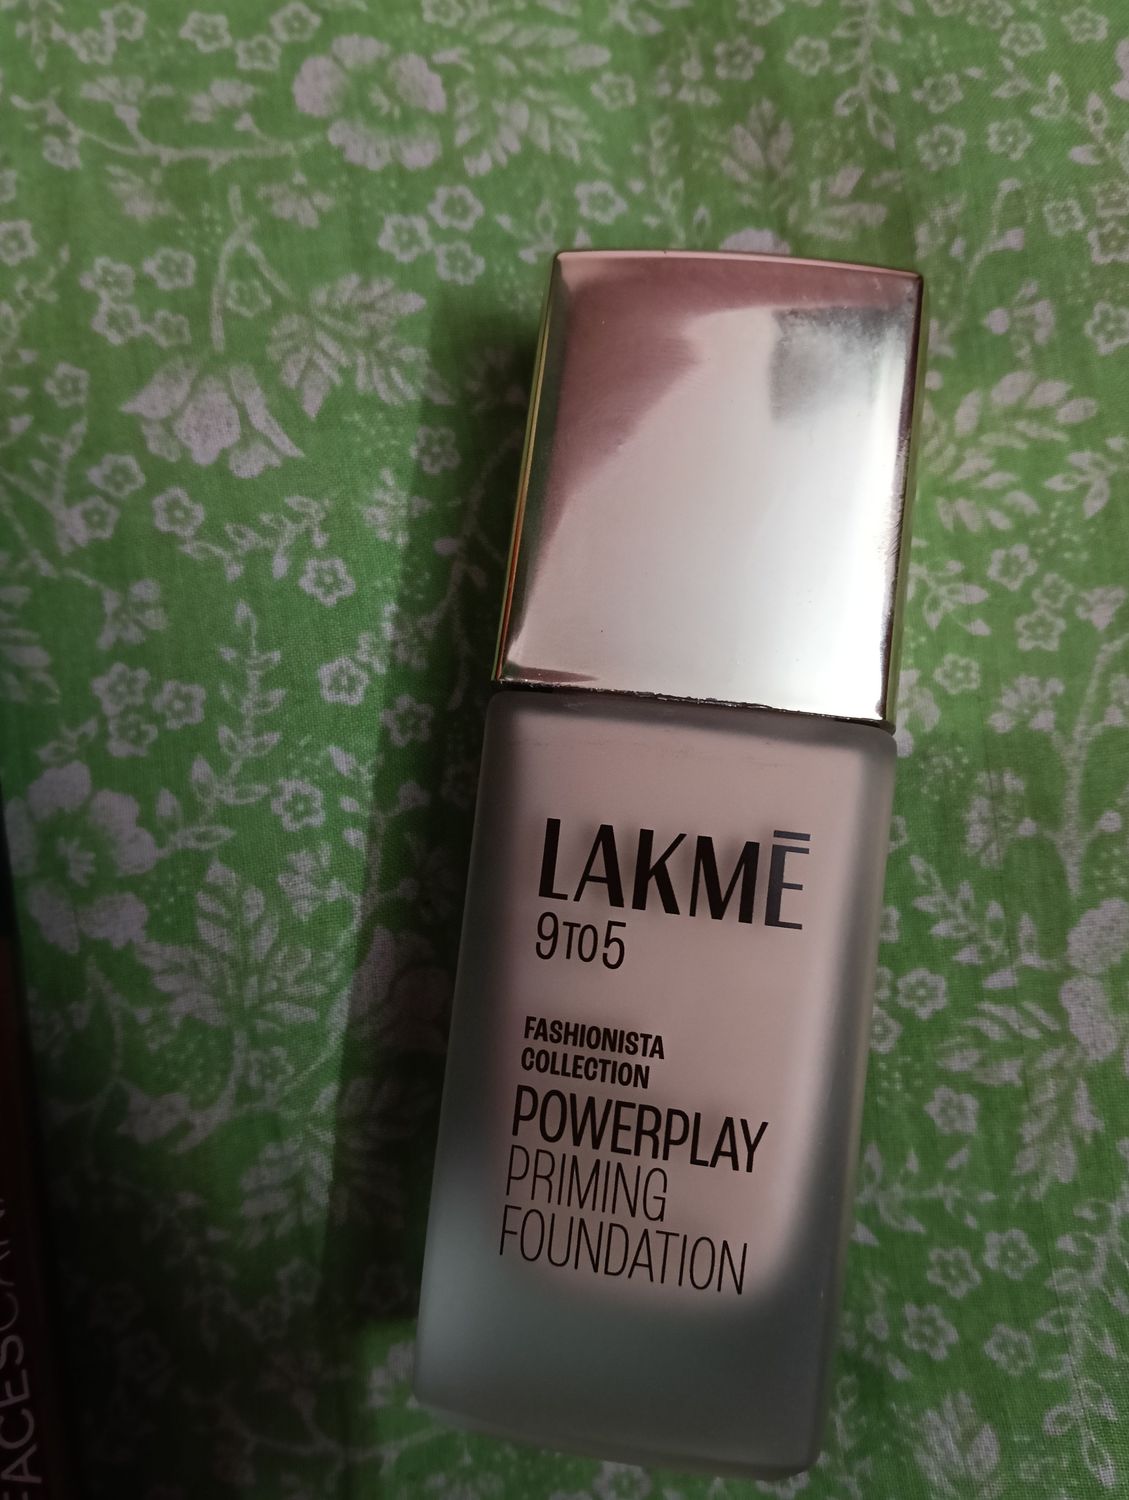 LAKMĒ
9TO5
FASHIONISTA
COLLECTION
POWERPLAY
PRIMING
FOUNDATION